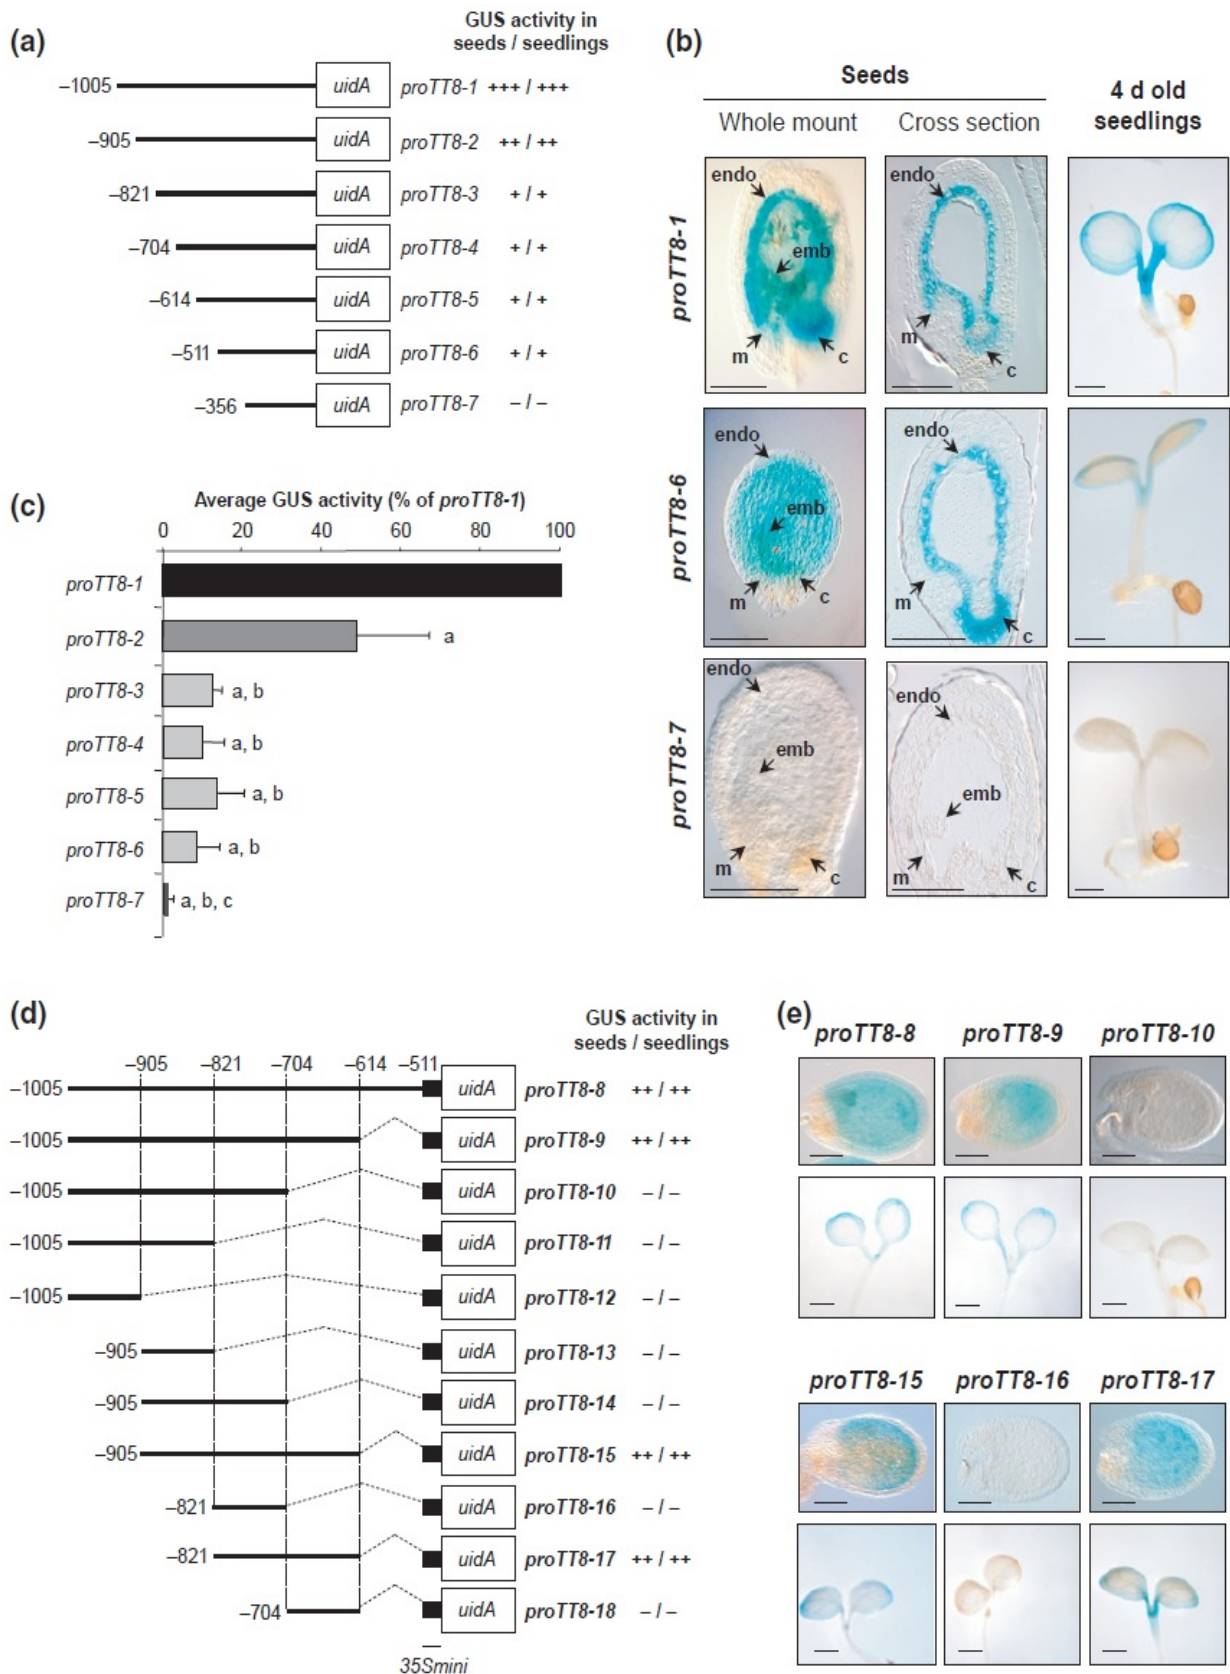 (a)
GUS activity in
seeds / seedlings
–1005 uidA proTT8-1 +++ / +++
–905 uidA proTT8-2 ++ / ++
–821 uidA proTT8-3 + / +
–704 uidA proTT8-4 + / +
–614 uidA proTT8-5 + / +
–511 uidA proTT8-6 + / +
–356 uidA proTT8-7 – / –
(b)
Seeds
Whole mount Cross section
4 d old
seedlings
proTT8-1
endo emb m c
endo m c
proTT8-6
endo emb m c
endo m c
proTT8-7
endo emb m c
endo emb m c
(c)
Average GUS activity (% of proTT8-1)
0 20 40 60 80 100
proTT8-1
proTT8-2 a
proTT8-3 a, b
proTT8-4 a, b
proTT8-5 a, b
proTT8-6 a, b
proTT8-7 a, b, c
(d)
GUS activity in
seeds / seedlings
–905 –821 –704 –614 –511
–1005 uidA proTT8-8 ++ / ++
–1005 uidA proTT8-9 ++ / ++
–1005 uidA proTT8-10 – / –
–1005 uidA proTT8-11 – / –
–1005 uidA proTT8-12 – / –
–905 uidA proTT8-13 – / –
–905 uidA proTT8-14 – / –
–905 uidA proTT8-15 ++ / ++
–821 uidA proTT8-16 – / –
–821 uidA proTT8-17 ++ / ++
–704 uidA proTT8-18 – / –
35Smini
(e)
proTT8-8 proTT8-9 proTT8-10
proTT8-15 proTT8-16 proTT8-17